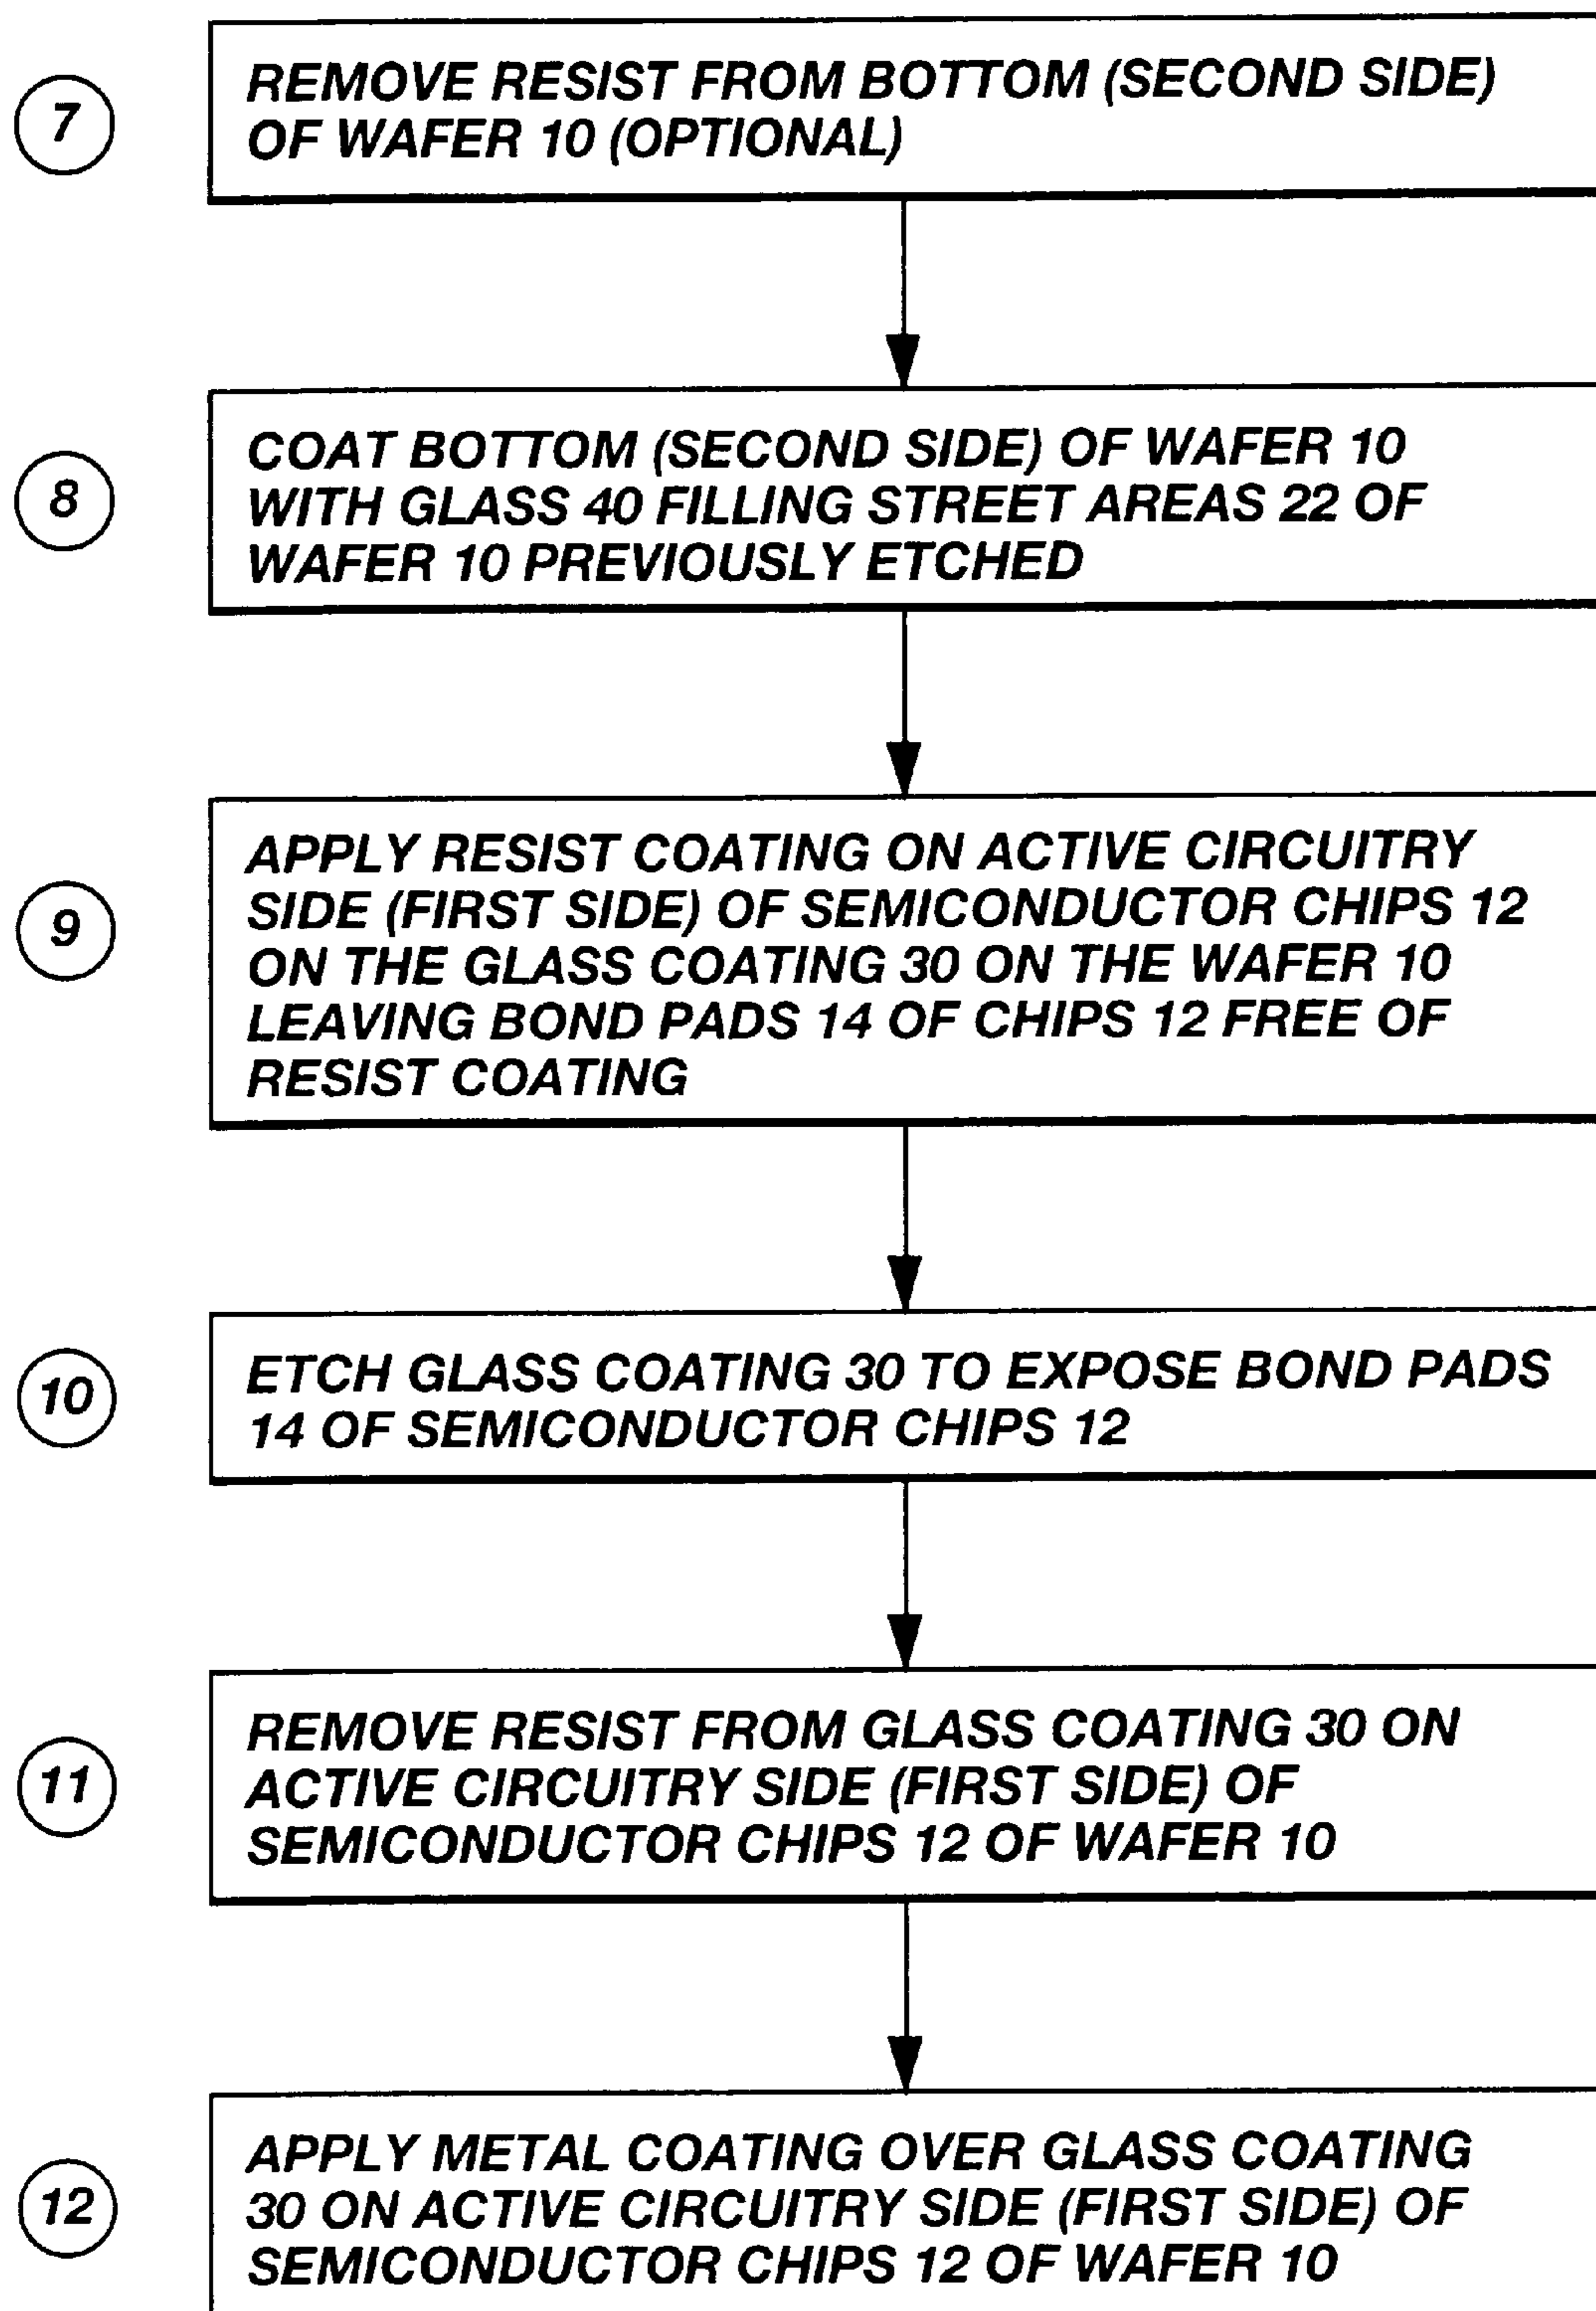 7
REMOVE RESIST FROM BOTTOM (SECOND SIDE)
OF WAFER 10 (OPTIONAL)
8
COAT BOTTOM (SECOND SIDE) OF WAFER 10
WITH GLASS 40 FILLING STREET AREAS 22 OF
WAFER 10 PREVIOUSLY ETCHED
9
APPLY RESIST COATING ON ACTIVE CIRCUITRY
SIDE (FIRST SIDE) OF SEMICONDUCTOR CHIPS 12
ON THE GLASS COATING 30 ON THE WAFER 10
LEAVING BOND PADS 14 OF CHIPS 12 FREE OF
RESIST COATING
10
ETCH GLASS COATING 30 TO EXPOSE BOND PADS
14 OF SEMICONDUCTOR CHIPS 12
11
REMOVE RESIST FROM GLASS COATING 30 ON
ACTIVE CIRCUITRY SIDE (FIRST SIDE) OF
SEMICONDUCTOR CHIPS 12 OF WAFER 10
12
APPLY METAL COATING OVER GLASS COATING
30 ON ACTIVE CIRCUITRY SIDE (FIRST SIDE) OF
SEMICONDUCTOR CHIPS 12 OF WAFER 10